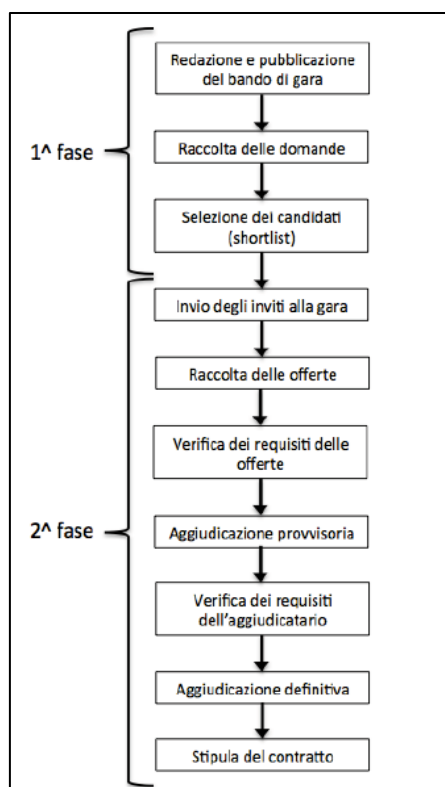 Redazione e pubblicazione
del bando di gara
1^ fase
Raccolta delle domande
Selezione dei candidati
(shortlist)
Invio degli inviti alla gara
Raccolta delle offerte
Verifica dei requisiti delle
offerte
2^ fase
Aggiudicazione provvisoria
Verifica dei requisiti
dell'aggiudicatario
Aggiudicazione definitiva
Stipula del contratto